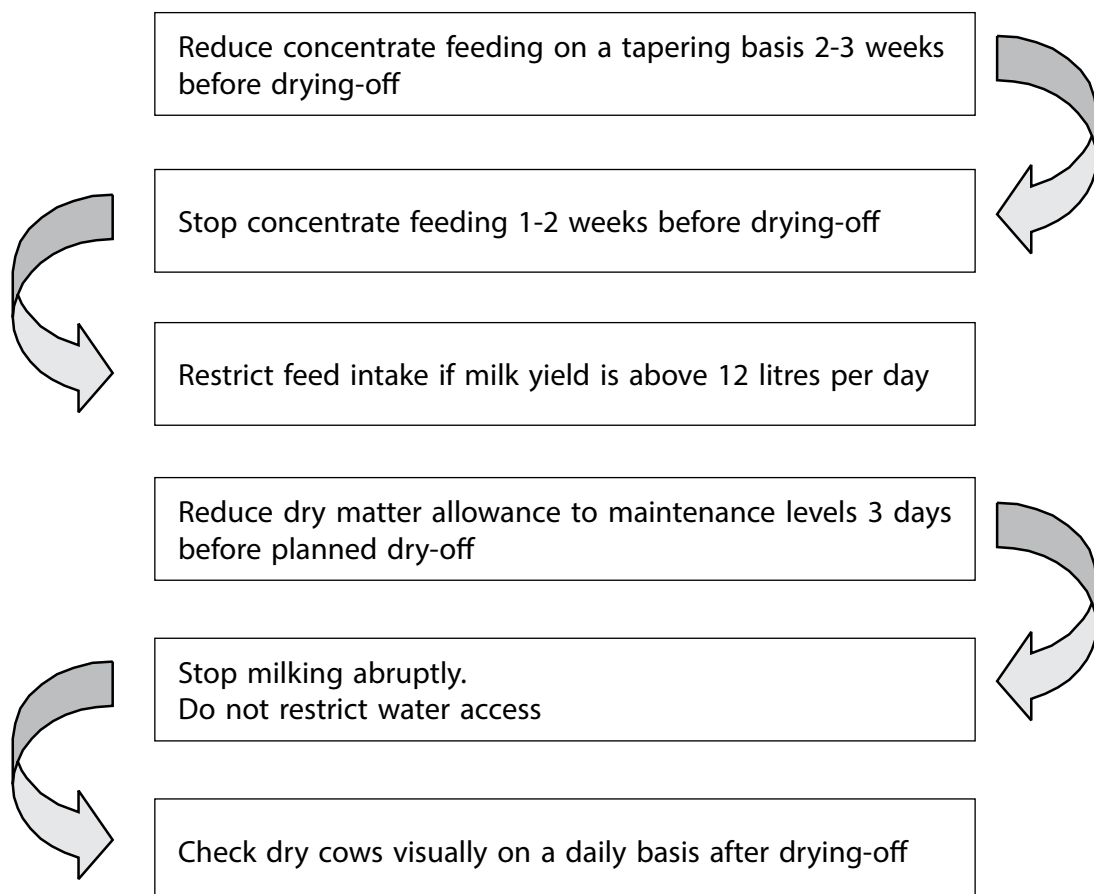 Reduce concentrate feeding on a tapering basis 2-3 weeks
before drying-off
Stop concentrate feeding 1-2 weeks before drying-off
Restrict feed intake if milk yield is above 12 litres per day
Reduce dry matter allowance to maintenance levels 3 days
before planned dry-off
Stop milking abruptly.
Do not restrict water access
Check dry cows visually on a daily basis after drying-off